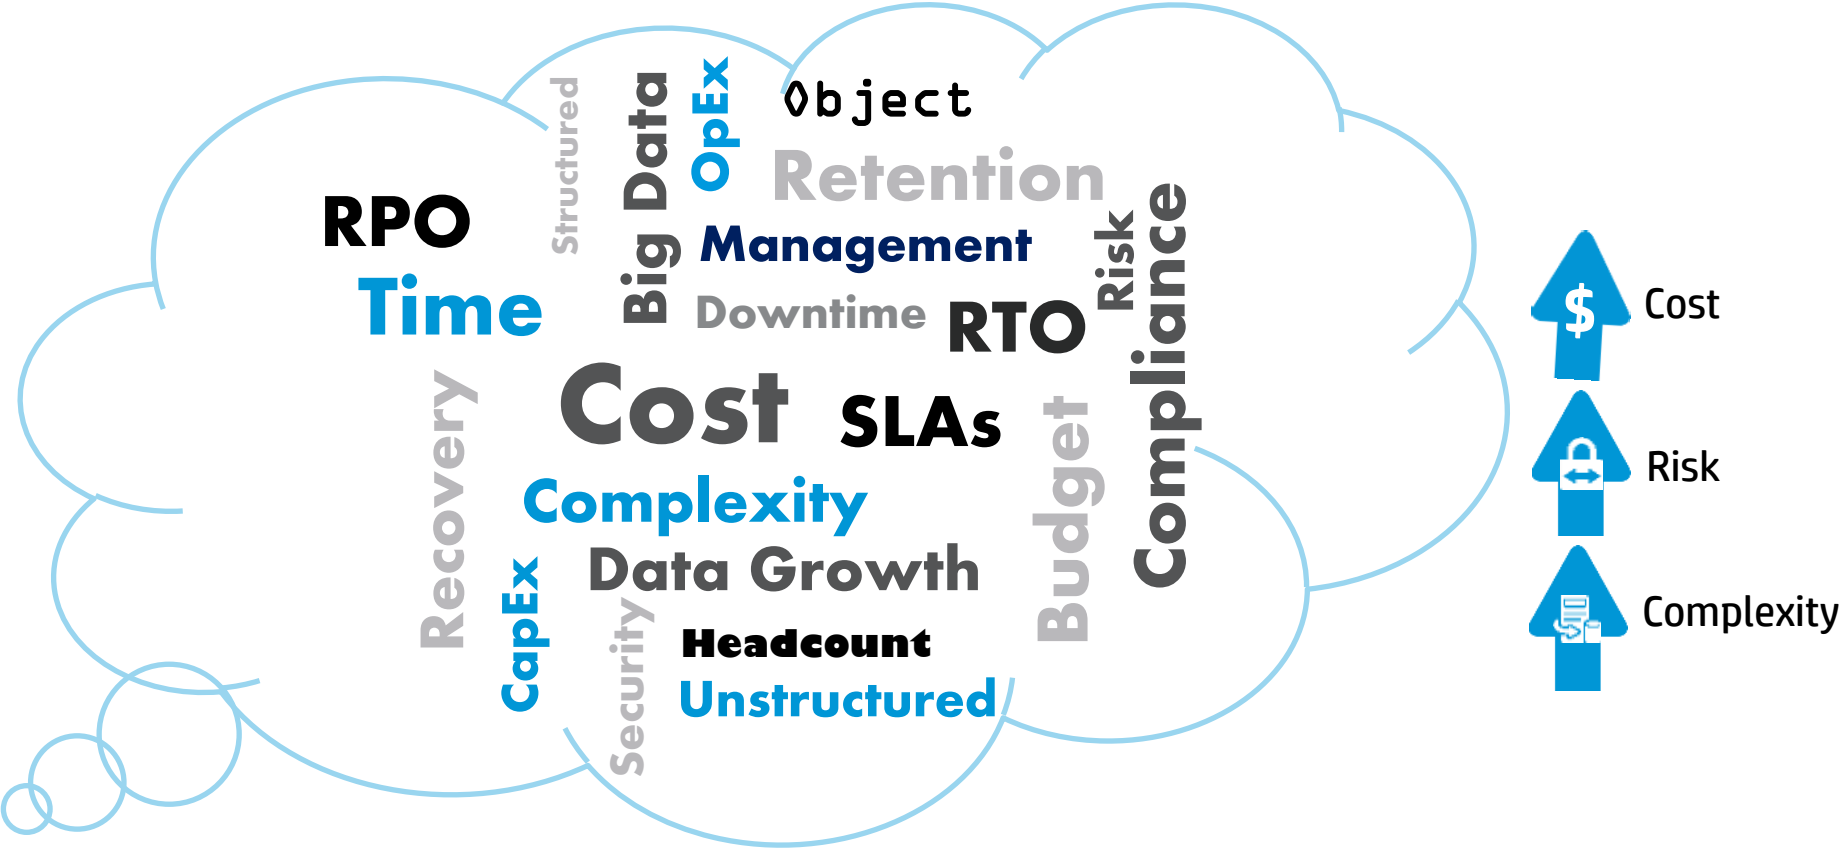 Structured
Big Data
OpEx
Object
Retention
RPO
Management
Risk
Compliance
Time
Downtime
RTO
Cost
SLAs
Recovery
Budget
Complexity
Data Growth
CapEx
Security
Headcount
Unstructured
$
Cost
Risk
Complexity